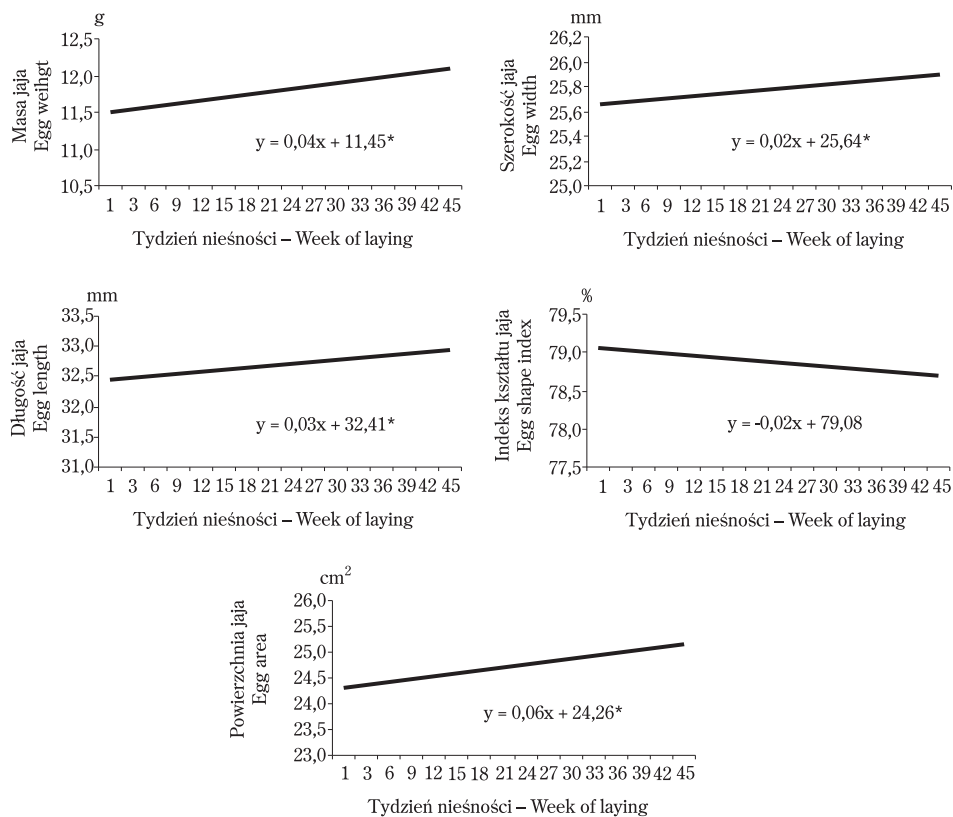 g
12,5
12,0
11,5
11,0
10,5
Masa jaja
Egg weihgt
y = 0,04x + 11,45*
1 3 6 9 12 15 18 21 24 27 30 33 36 39 42 45
Tydzień nieśności – Week of laying
mm
26,2
26,0
25,8
25,6
25,4
25,2
25,0
Szerokość jaja
Egg width
y = 0,02x + 25,64*
1 3 6 9 12 15 18 21 24 27 30 33 36 39 42 45
Tydzień nieśności – Week of laying
mm
33,5
33,0
32,5
32,0
31,5
31,0
Długość jaja
Egg length
y = 0,03x + 32,41*
1 3 6 9 12 15 18 21 24 27 30 33 36 39 42 45
Tydzień nieśności – Week of laying
%
79,5
79,0
78,5
78,0
77,5
Indeks kształtu jaja
Egg shape index
y = -0,02x + 79,08
1 3 6 9 12 15 18 21 24 27 30 33 36 39 42 45
Tydzień nieśności – Week of laying
cm²
26,0
25,5
25,0
24,5
24,0
23,5
23,0
Powierzchnia jaja
Egg area
y = 0,06x + 24,26*
1 3 6 9 12 15 18 21 24 27 30 33 36 39 42 45
Tydzień nieśności – Week of laying